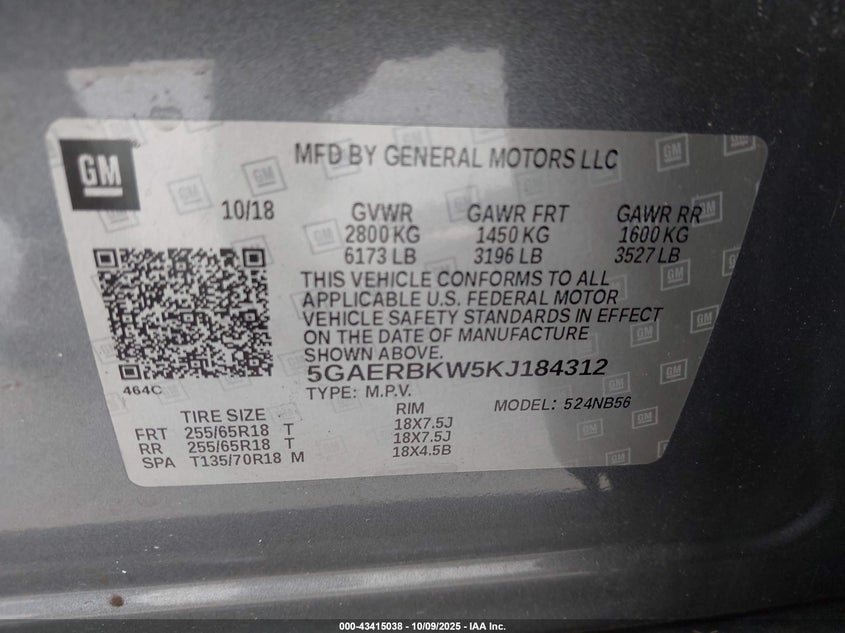 GM
MFD BY GENERAL MOTORS LLC
10/18
GVWR GAWR FRT GAWR RR
2800 KG 1450 KG 1600 KG
6173 LB 3196 LB 3527 LB
THIS VEHICLE CONFORMS TO ALL
APPLICABLE U.S. FEDERAL MOTOR
VEHICLE SAFETY STANDARDS IN EFFECT
ON THE DATE OF MANUFACTURE
SHOWN ABOVE.
464C
5GAERBKW5KJ184312
TYPE: M.P.V. MODEL: 524NB56
TIRE SIZE RIM
FRT 255/65R18 T 18X7.5J
RR 255/65R18 T 18X7.5J
SPA T135/70R18 M 18X4.5B
000-43415038 - 10/09/2025 - IAA Inc.